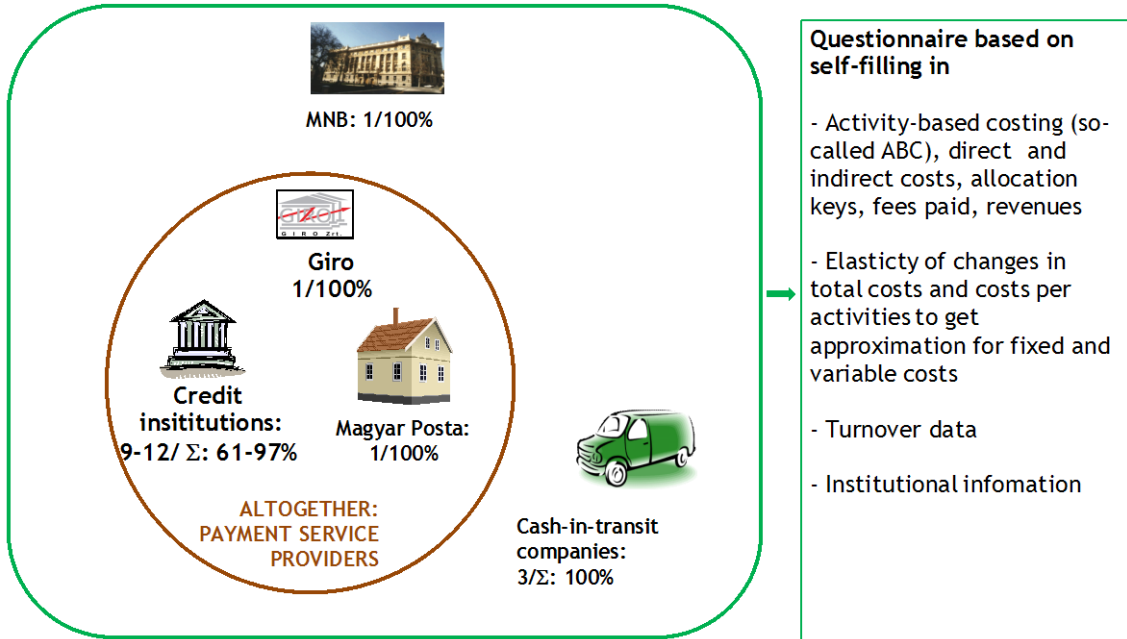 MNB: 1/100%
GIRO
G I R O Zrt.
Giro
1/100%
Credit
insititutions:
9-12/ Σ: 61-97%
Magyar Posta:
1/100%
ALTOGETHER:
PAYMENT SERVICE
PROVIDERS
Cash-in-transit
companies:
3/Σ: 100%
Questionnaire based on
self-filling in
- Activity-based costing (so-
called ABC), direct and
indirect costs, allocation
keys, fees paid, revenues
- Elasticty of changes in
total costs and costs per
activities to get
approximation for fixed and
variable costs
- Turnover data
- Institutional infomation